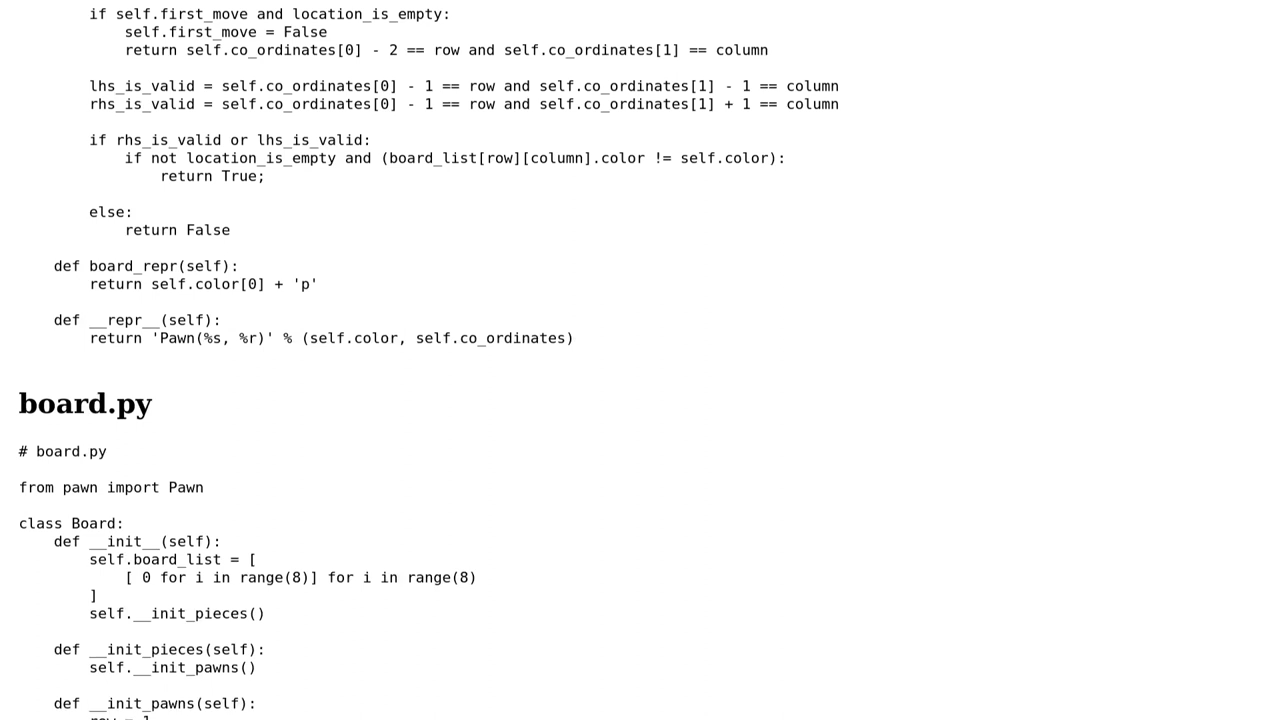 if self.first_move and location_is_empty:
self.first_move = False
return self.co_ordinates[0] - 2 == row and self.co_ordinates[1] == column
lhs_is_valid = self.co_ordinates[0] - 1 == row and self.co_ordinates[1] - 1 == column
rhs_is_valid = self.co_ordinates[0] - 1 == row and self.co_ordinates[1] + 1 == column
if rhs_is_valid or lhs_is_valid:
if not location_is_empty and (board_list[row][column].color != self.color):
return True;
else:
return False
def board_repr(self):
return self.color[0] + 'p'
def __repr__(self):
return 'Pawn(%s, %r)' % (self.color, self.co_ordinates)
board.py
# board.py
from pawn import Pawn
class Board:
def __init__(self):
self.board_list = [
[ 0 for i in range(8)] for i in range(8)
]
self.__init_pieces()
def __init_pieces(self):
self.__init_pawns()
def __init_pawns(self):
row = 1